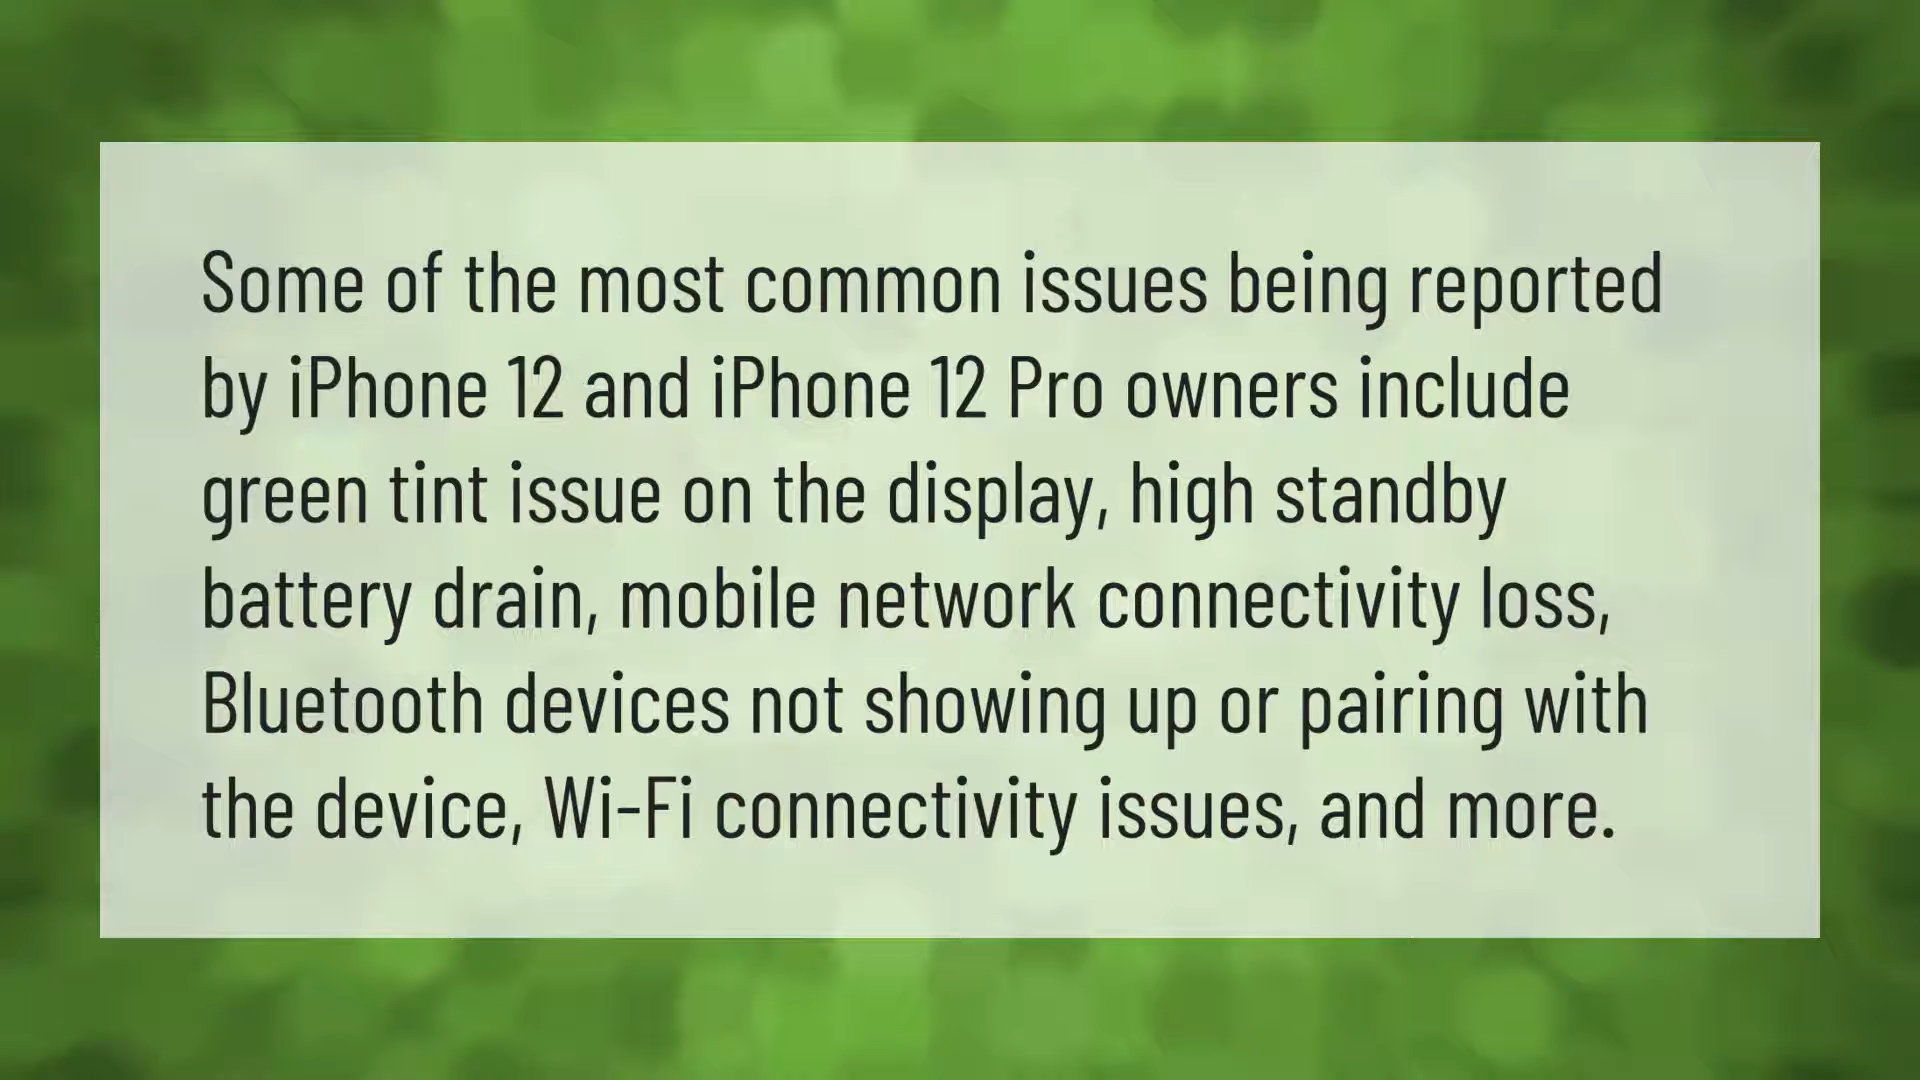 Some of the most common issues being reported
by iPhone 12 and iPhone 12 Pro owners include
green tint issue on the display, high standby
battery drain, mobile network connectivity loss,
Bluetooth devices not showing up or pairing with
the device, Wi-Fi connectivity issues, and more.